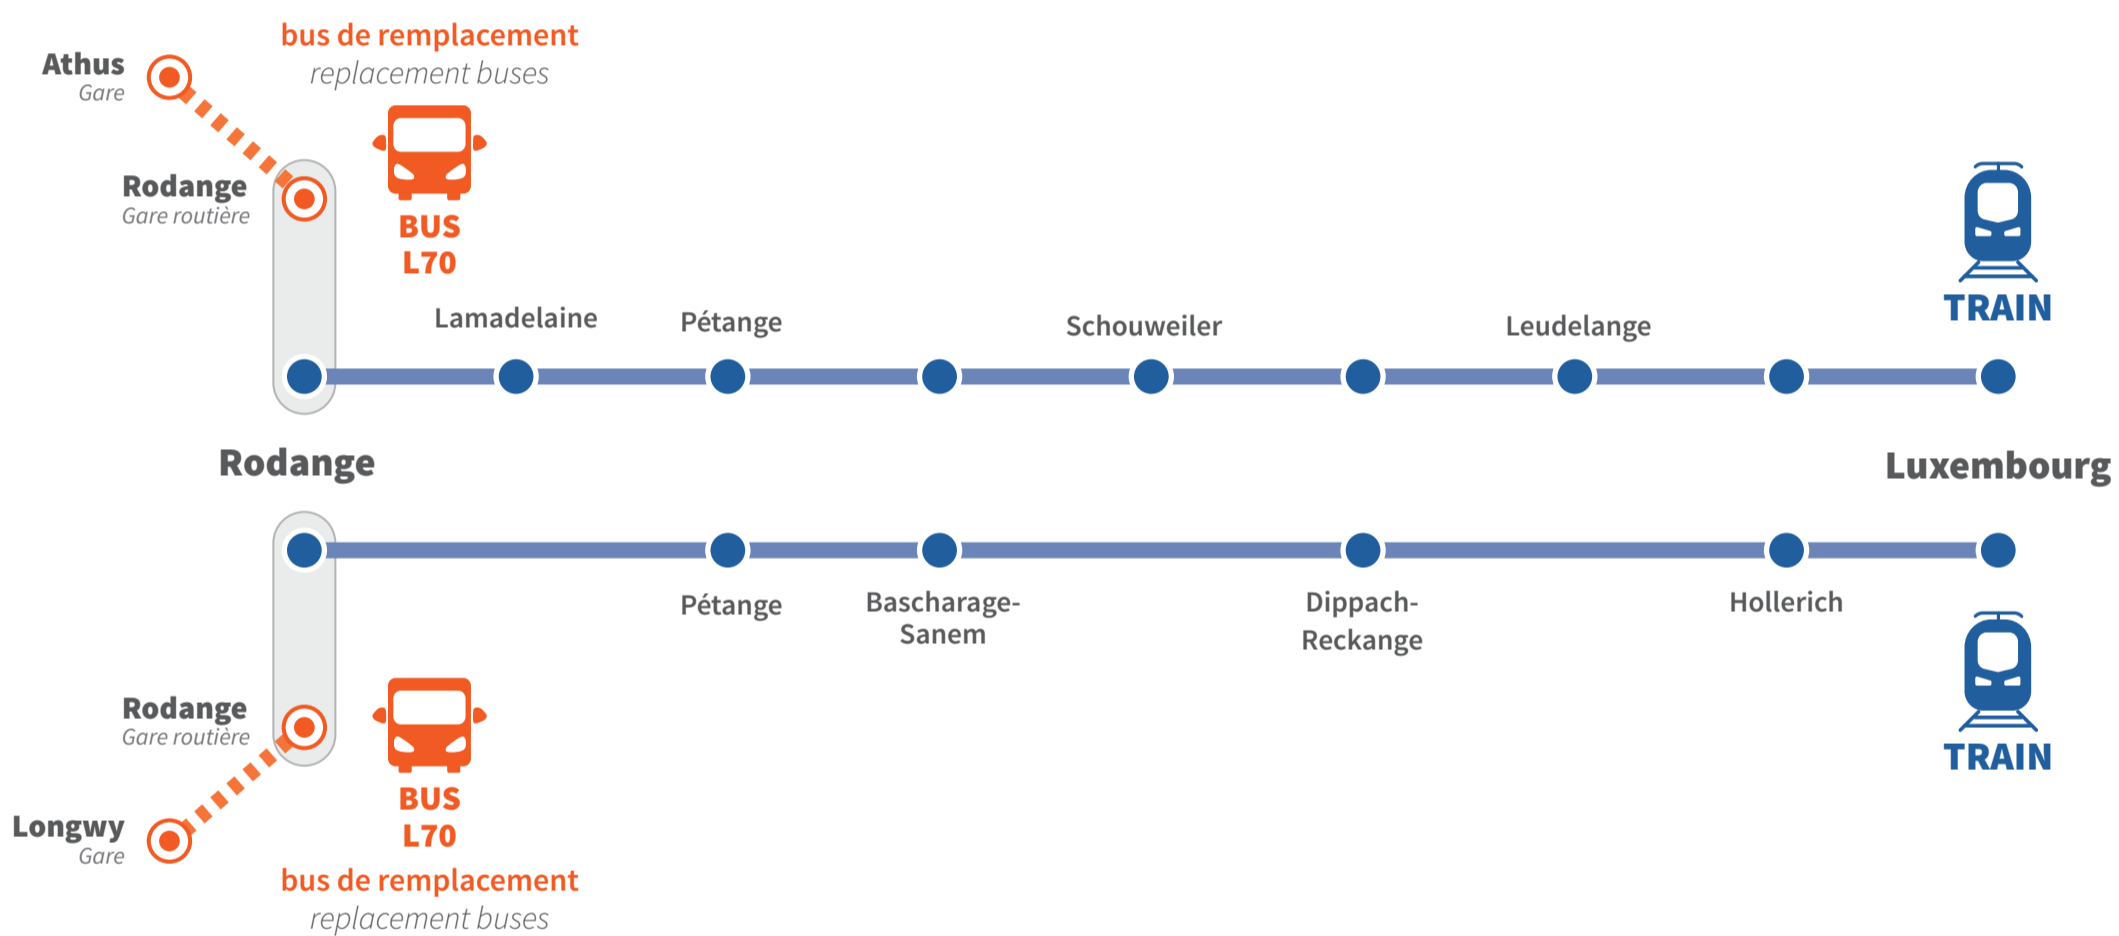 bus de remplacement
replacement buses
Athus
Gare
Rodange
Gare routière
BUS
L70
TRAIN
Lamadelaine
Pétange
Schouweiler
Leudelange
Rodange
Luxembourg
Pétange
Bascharage-
Sanem
Dippach-
Reckange
Hollerich
Rodange
Gare routière
TRAIN
BUS
L70
Longwy
Gare
bus de remplacement
replacement buses